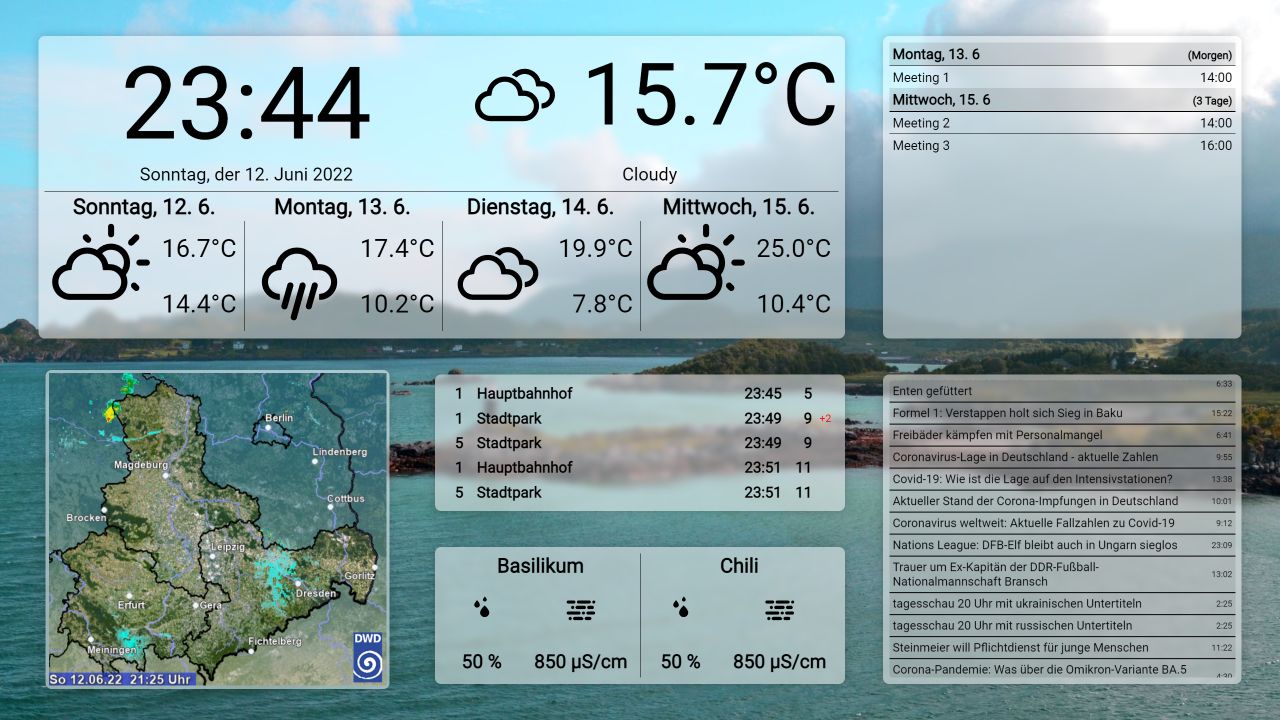 23:44
Sonntag, der 12. Juni 2022
15.7°C
Cloudy
Sonntag, 12. 6.
16.7°C
14.4°C
Montag, 13. 6.
17.4°C
10.2°C
Dienstag, 14. 6.
19.9°C
7.8°C
Mittwoch, 15. 6.
25.0°C
10.4°C
Montag, 13. 6 (Morgen)
Meeting 1 14:00
Mittwoch, 15. 6 (3 Tage)
Meeting 2 14:00
Meeting 3 16:00
Berlin
Lindenberg
Magdeburg
Cottbus
Brocken
Leipzig
Görlitz
Dresden
Erfurt
Gera
Fichtelberg
Meiningen
DWD
So 12.06.22 21:25 Uhr
1 Hauptbahnhof 23:45 5
1 Stadtpark 23:49 9 +2
5 Stadtpark 23:49 9
1 Hauptbahnhof 23:51 11
5 Stadtpark 23:51 11
Basilikum
50 % 850 µS/cm
Chili
50 % 850 µS/cm
Enten gefüttert 6:33
Formel 1: Verstappen holt sich Sieg in Baku 15:22
Freibäder kämpfen mit Personalmangel 6:41
Coronavirus-Lage in Deutschland - aktuelle Zahlen 9:55
Covid-19: Wie ist die Lage auf den Intensivstationen? 13:38
Aktueller Stand der Corona-Impfungen in Deutschland 10:01
Coronavirus weltweit: Aktuelle Fallzahlen zu Covid-19 9:12
Nations League: DFB-Elf bleibt auch in Ungarn sieglos 23:09
Trauer um Ex-Kapitän der DDR-Fußball-
Nationalmannschaft Bransch 13:02
tagesschau 20 Uhr mit ukrainischen Untertiteln 2:25
tagesschau 20 Uhr mit russischen Untertiteln 2:25
Steinmeier will Pflichtdienst für junge Menschen 11:22
Corona-Pandemie: Was über die Omikron-Variante BA.5 4:30